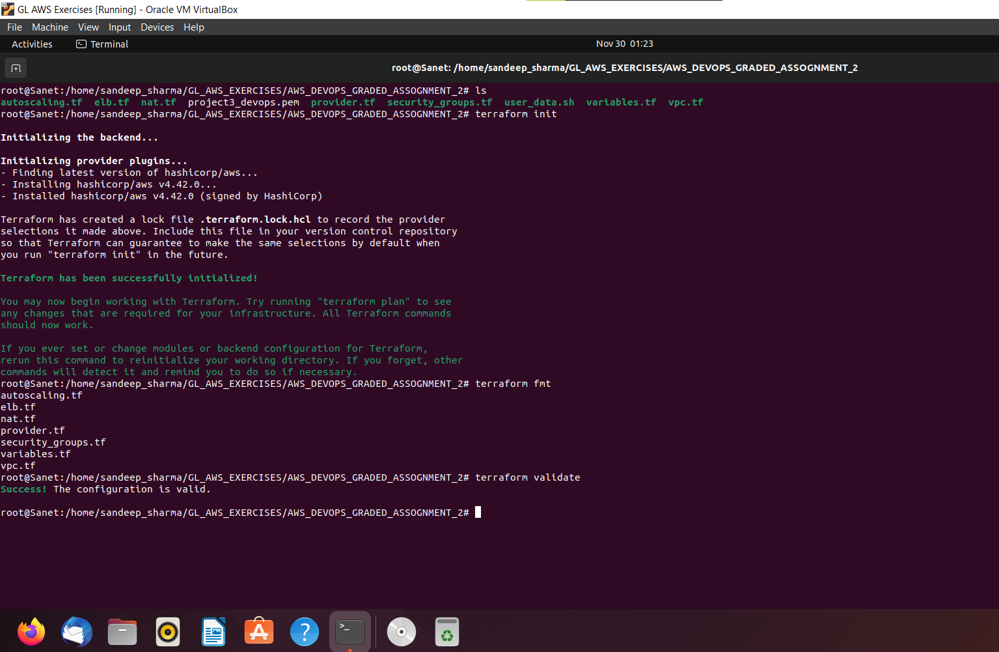 GL AWS Exercises [Running] - Oracle VM VirtualBox
File Machine View Input Devices Help
Activities Terminal Nov 30 01:23
root@Sanet: /home/sandeep_sharma/GL_AWS_EXERCISES/AWS_DEVOPS_GRADED_ASSOGNMENT_2
root@Sanet:/home/sandeep_sharma/GL_AWS_EXERCISES/AWS_DEVOPS_GRADED_ASSOGNMENT_2# ls
autoscaling.tf elb.tf nat.tf project3_devops.pem provider.tf security_groups.tf user_data.sh variables.tf vpc.tf
root@Sanet:/home/sandeep_sharma/GL_AWS_EXERCISES/AWS_DEVOPS_GRADED_ASSOGNMENT_2# terraform init
Initializing the backend...
Initializing provider plugins...
- Finding latest version of hashicorp/aws...
- Installing hashicorp/aws v4.42.0...
- Installed hashicorp/aws v4.42.0 (signed by HashiCorp)
Terraform has created a lock file .terraform.lock.hcl to record the provider
selections it made above. Include this file in your version control repository
so that Terraform can guarantee to make the same selections by default when
you run "terraform init" in the future.
Terraform has been successfully initialized!
You may now begin working with Terraform. Try running "terraform plan" to see
any changes that are required for your infrastructure. All Terraform commands
should now work.
If you ever set or change modules or backend configuration for Terraform,
rerun this command to reinitialize your working directory. If you forget, other
commands will detect it and remind you to do so if necessary.
root@Sanet:/home/sandeep_sharma/GL_AWS_EXERCISES/AWS_DEVOPS_GRADED_ASSOGNMENT_2# terraform fmt
autoscaling.tf
elb.tf
nat.tf
provider.tf
security_groups.tf
variables.tf
vpc.tf
root@Sanet:/home/sandeep_sharma/GL_AWS_EXERCISES/AWS_DEVOPS_GRADED_ASSOGNMENT_2# terraform validate
Success! The configuration is valid.
root@Sanet:/home/sandeep_sharma/GL_AWS_EXERCISES/AWS_DEVOPS_GRADED_ASSOGNMENT_2#